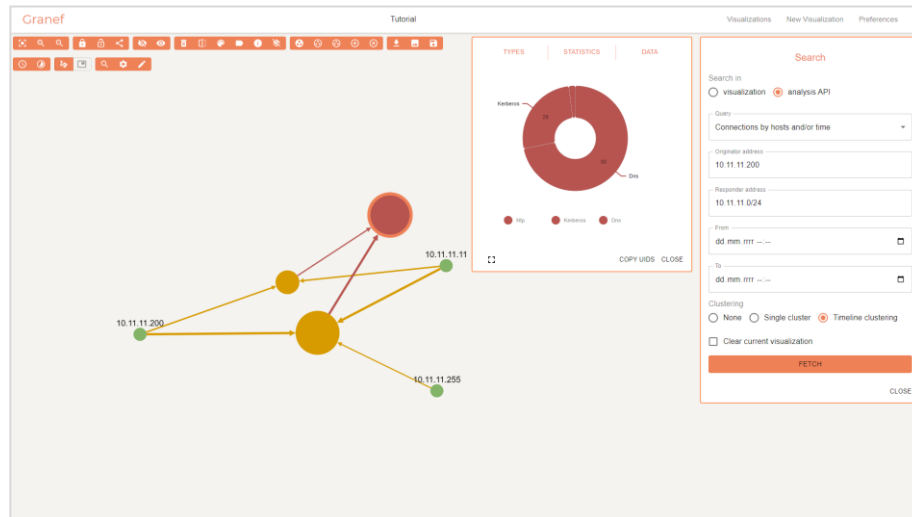 Granef
Tutorial
Visualizations
New Visualization
Preferences
TYPES
STATISTICS
DATA
Kerberos
Dns
Ntp
Kerberos
Dns
COPY UIDS
CLOSE
10.11.11.11
10.11.11.200
10.11.11.255
Search
Search in
visualization
analysis API
Query
Connections by hosts and/or time
Originator address
10.11.11.200
Responder address
10.11.11.0/24
From
dd.mm.rrrr --:--
To
dd.mm.rrrr --:--
Clustering
None
Single cluster
Timeline clustering
Clear current visualization
FETCH
CLOSE